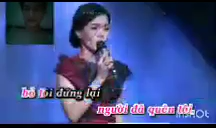 bỏ tôi đứng lại
người đã quên tôi